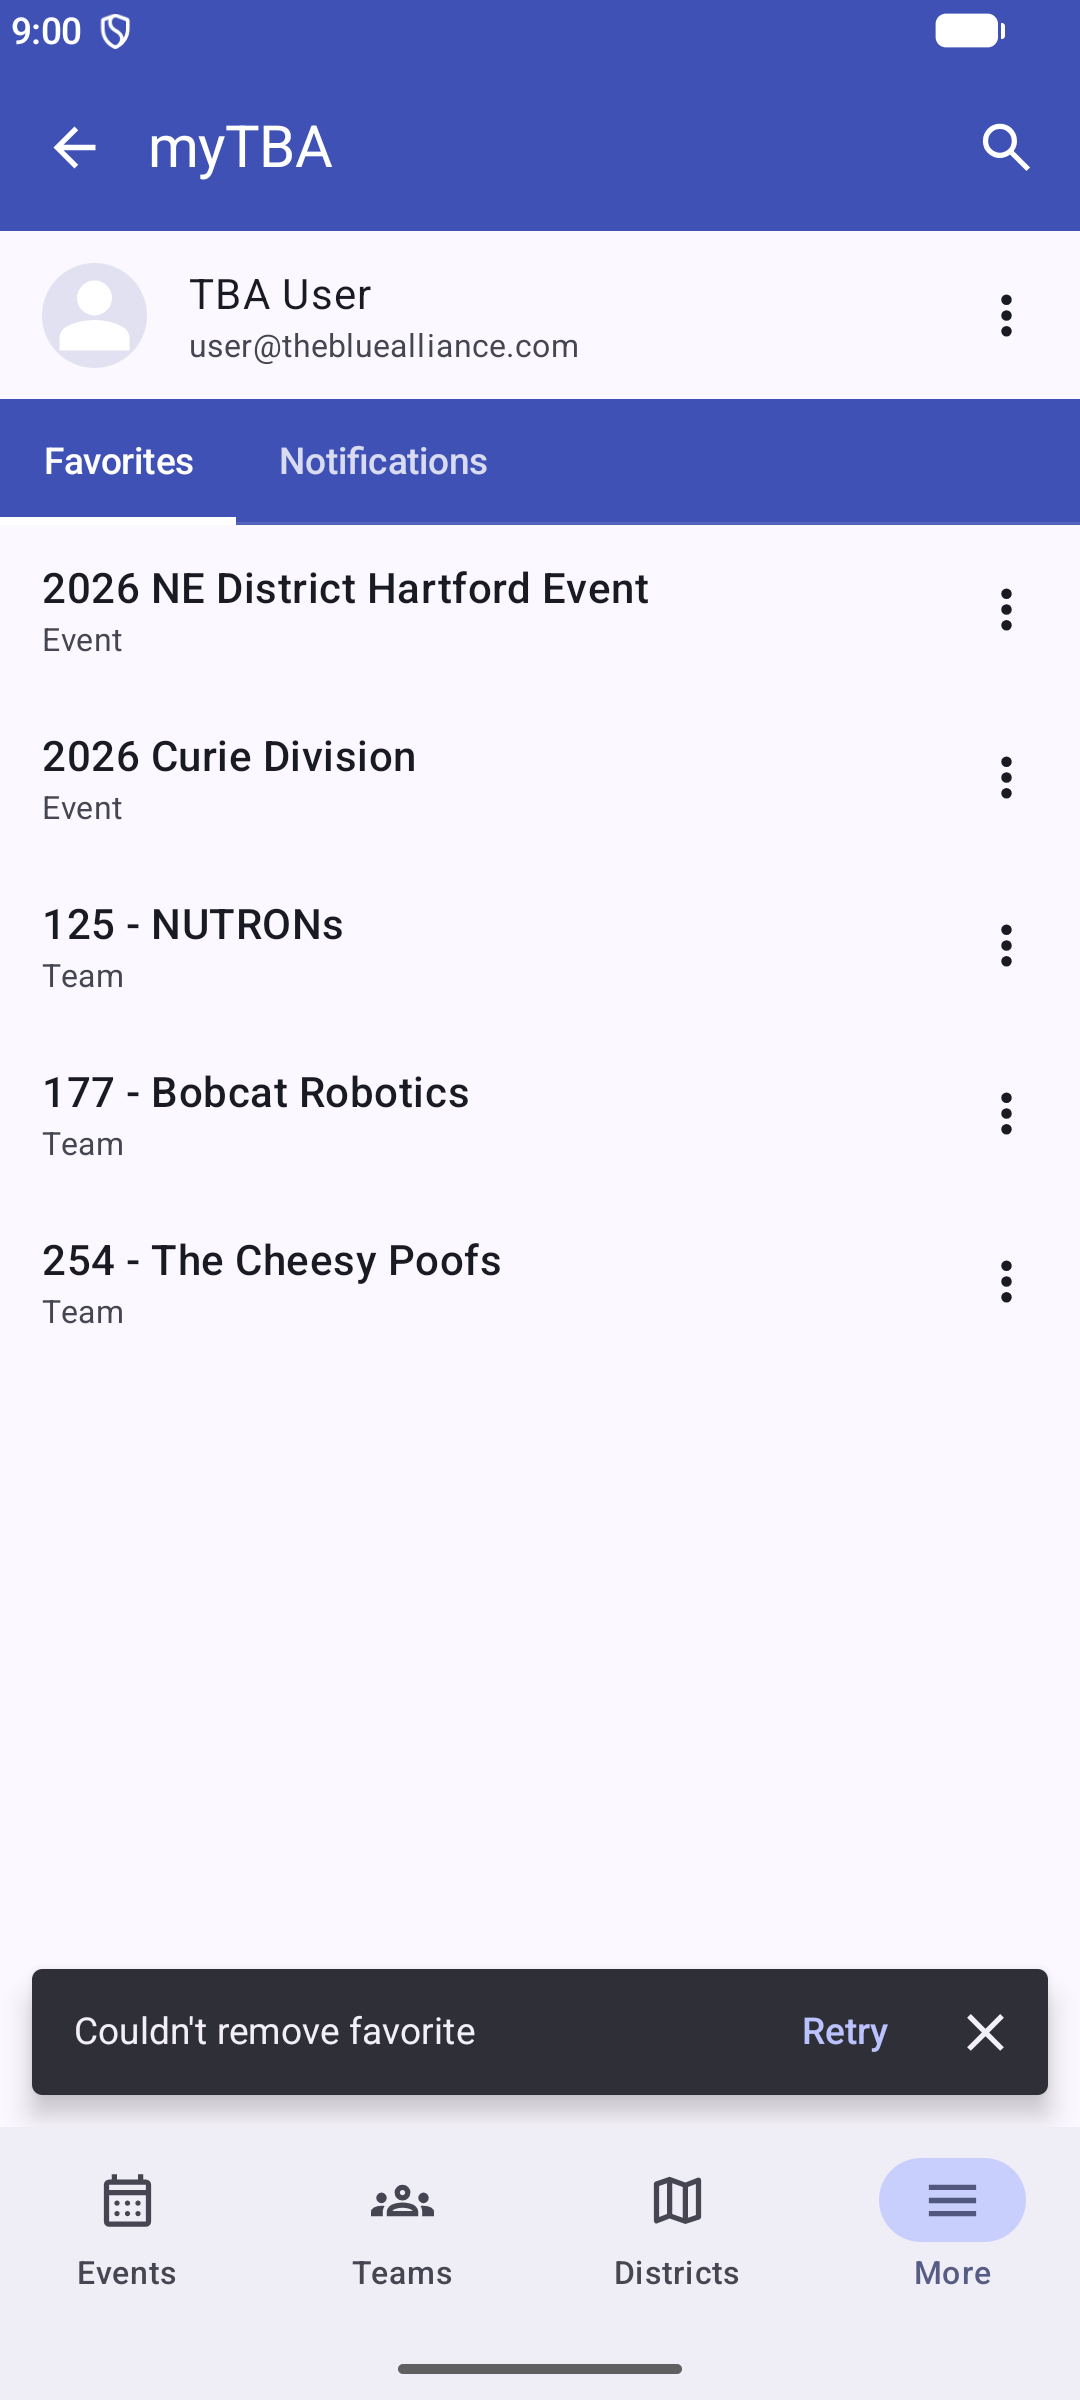 9:00
myTBA
TBA User
user@thebluealliance.com
Favorites
Notifications
2026 NE District Hartford Event
Event
2026 Curie Division
Event
125 - NUTRONs
Team
177 - Bobcat Robotics
Team
254 - The Cheesy Poofs
Team
Couldn't remove favorite
Retry
Events
Teams
Districts
More